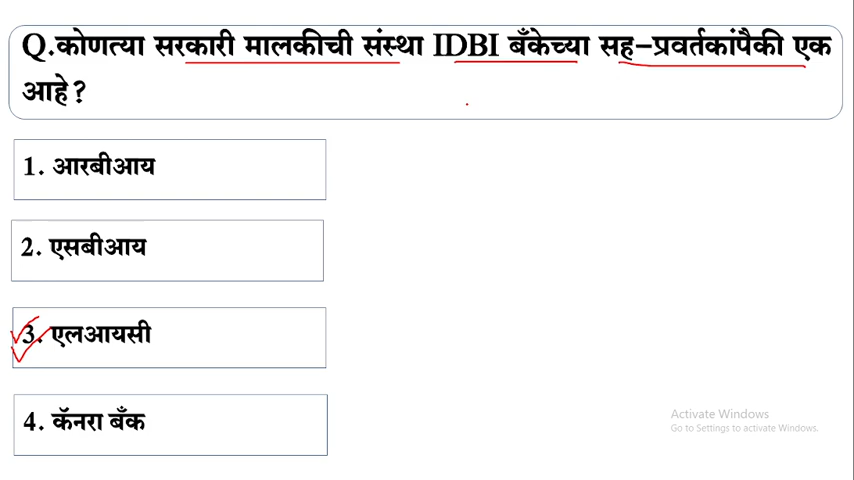 Q.कोणत्या सरकारी मालकीची संस्था IDBI बँकेच्या सह-प्रवर्तकांपैकी एक
आहे?
1. आरबीआय
2. एसबीआय
3. एलआयसी
4. कॅनरा बँक
Activate Windows
Go to Settings to activate Windows.